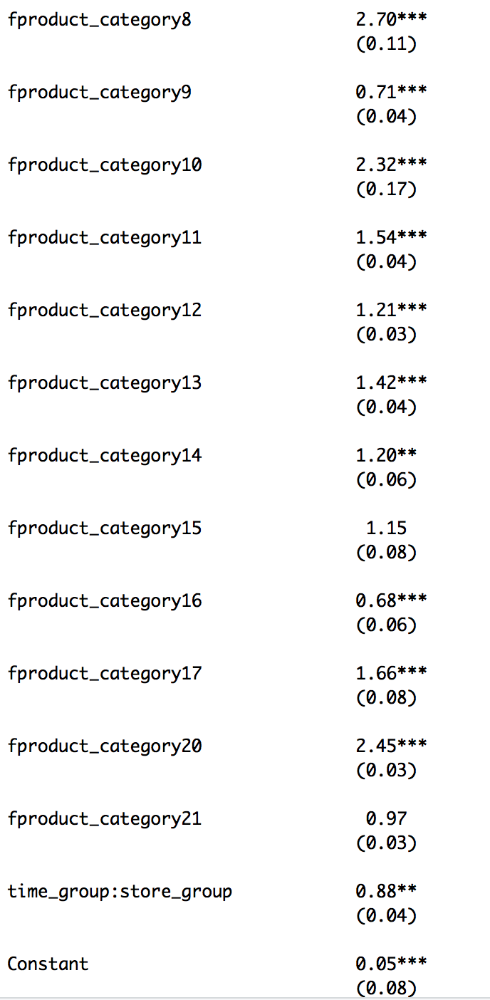 fproduct_category8 2.70***
(0.11)
fproduct_category9 0.71***
(0.04)
fproduct_category10 2.32***
(0.17)
fproduct_category11 1.54***
(0.04)
fproduct_category12 1.21***
(0.03)
fproduct_category13 1.42***
(0.04)
fproduct_category14 1.20**
(0.06)
fproduct_category15 1.15
(0.08)
fproduct_category16 0.68***
(0.06)
fproduct_category17 1.66***
(0.08)
fproduct_category20 2.45***
(0.03)
fproduct_category21 0.97
(0.03)
time_group:store_group 0.88**
(0.04)
Constant 0.05***
(0.08)